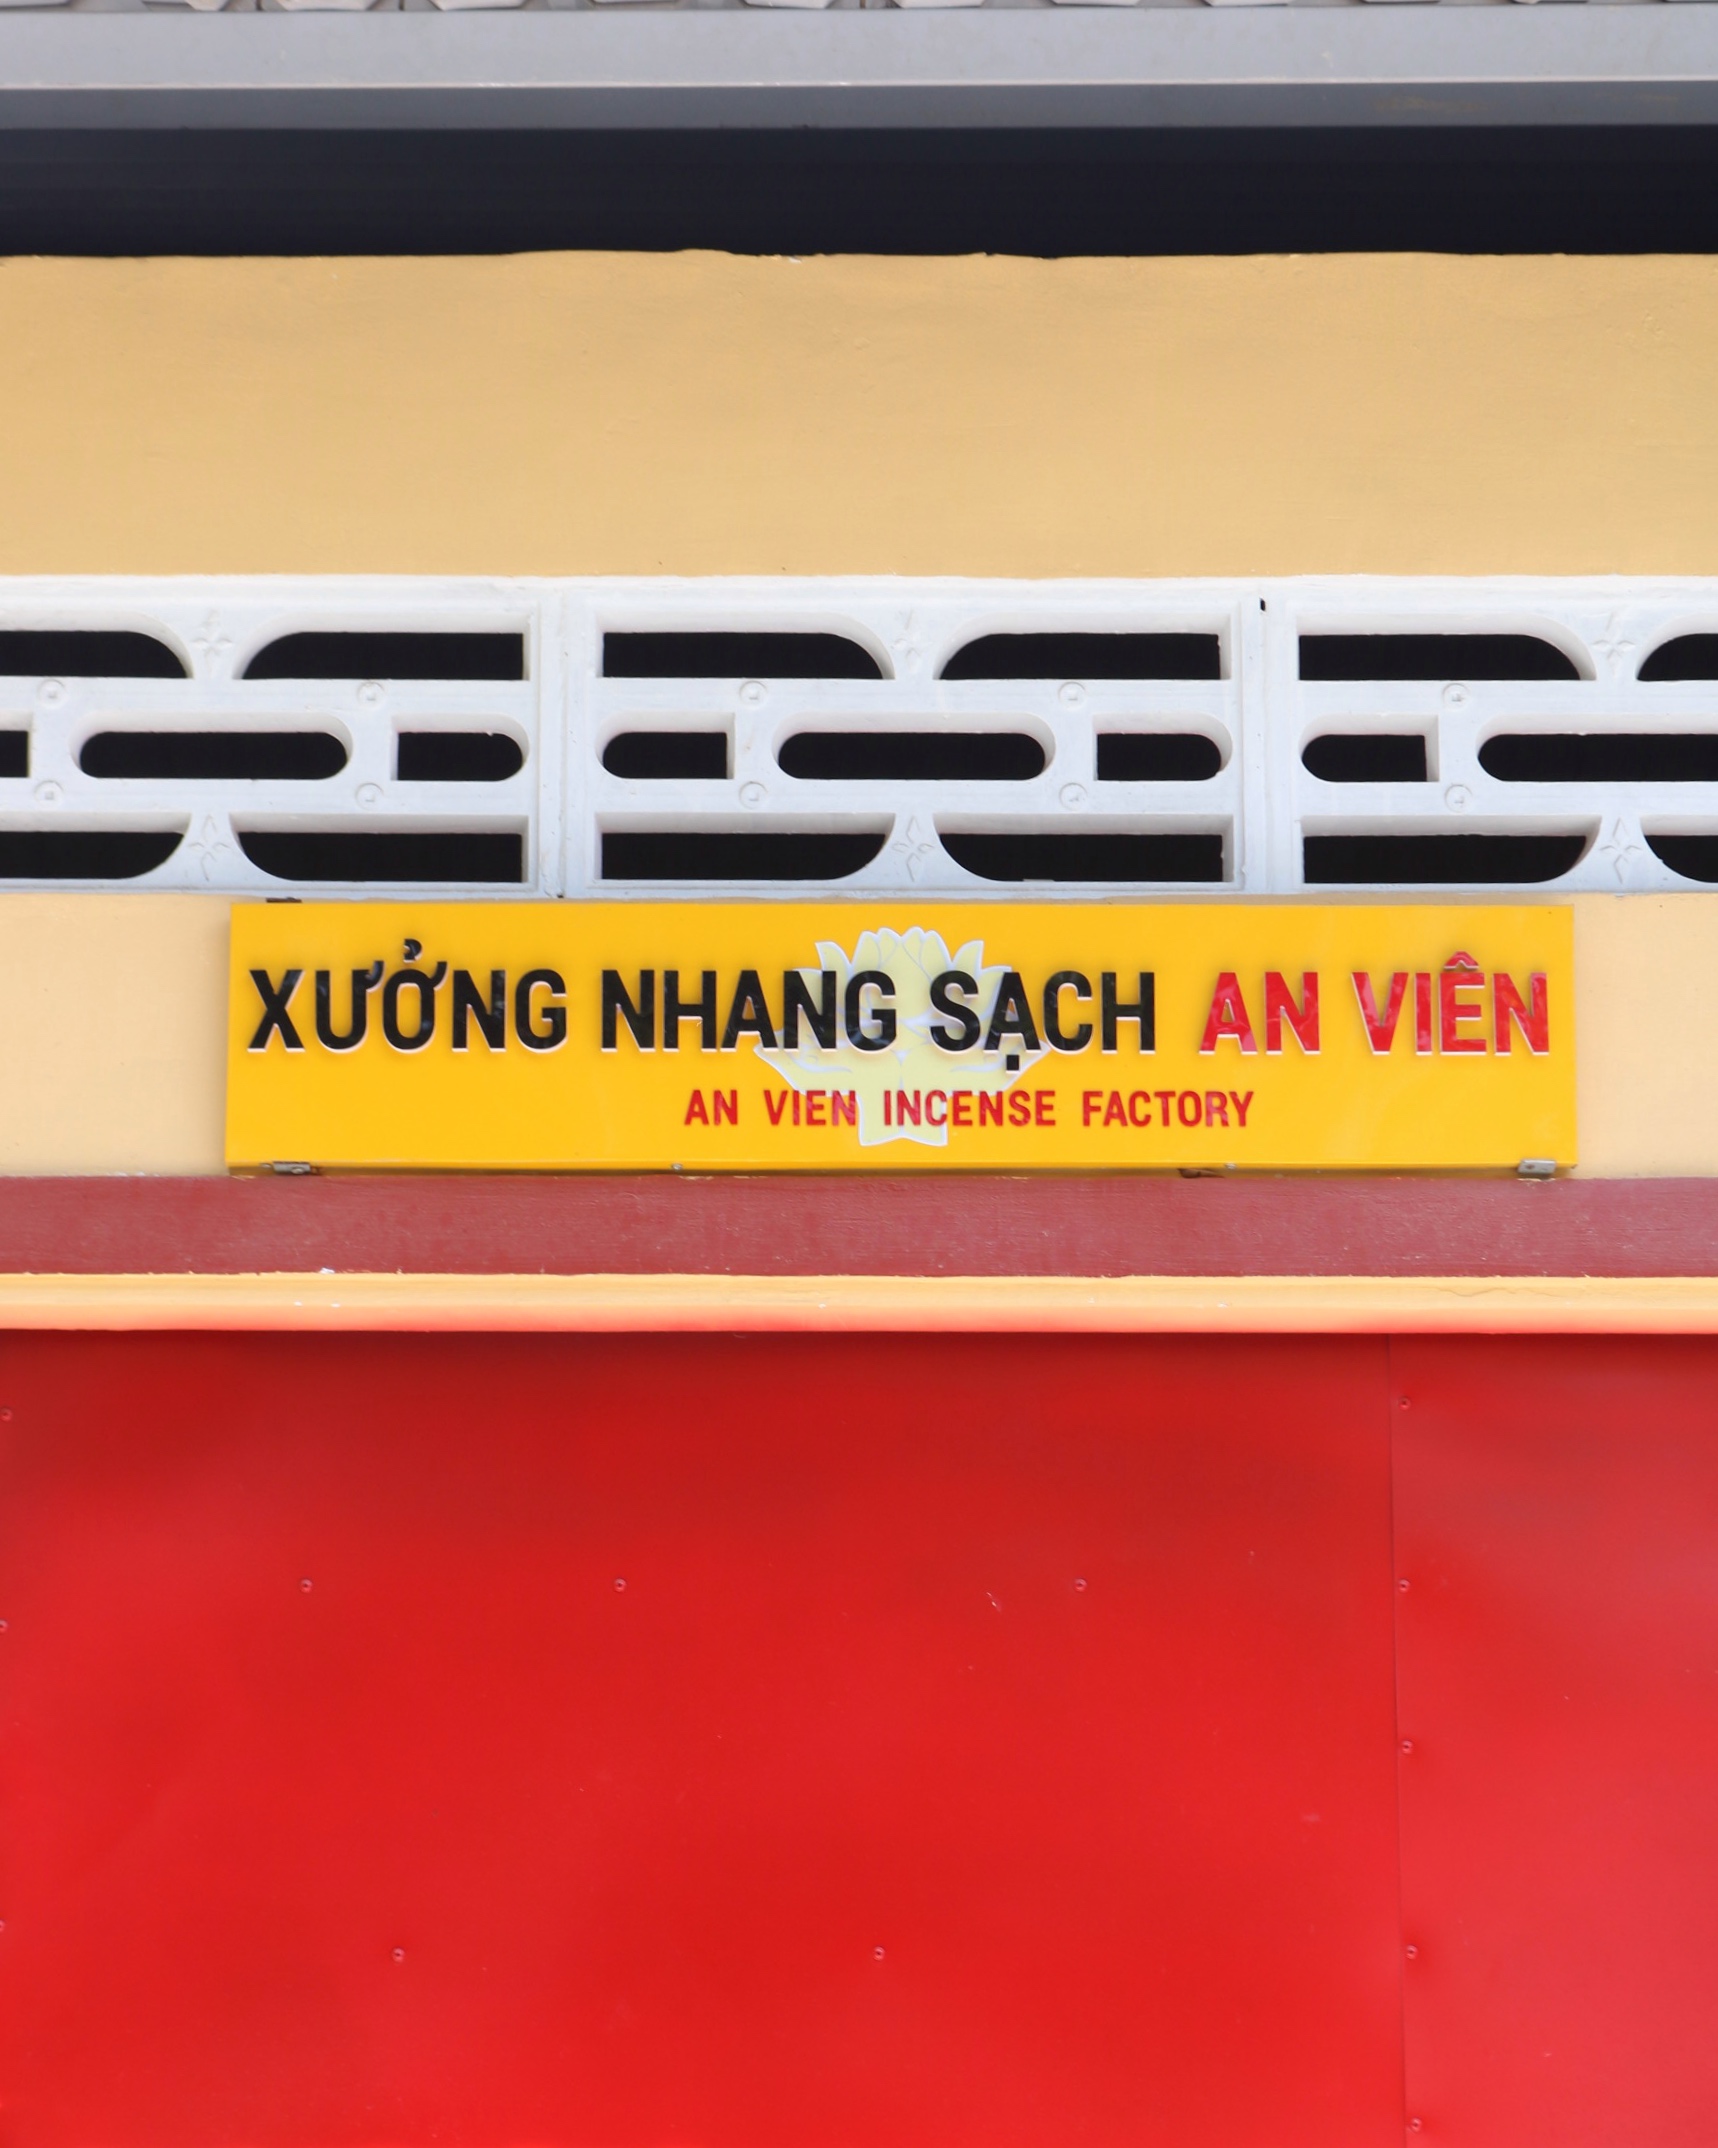 XƯỞNG NHANG SẠCH AN VIÊN
AN VIEN INCENSE FACTORY